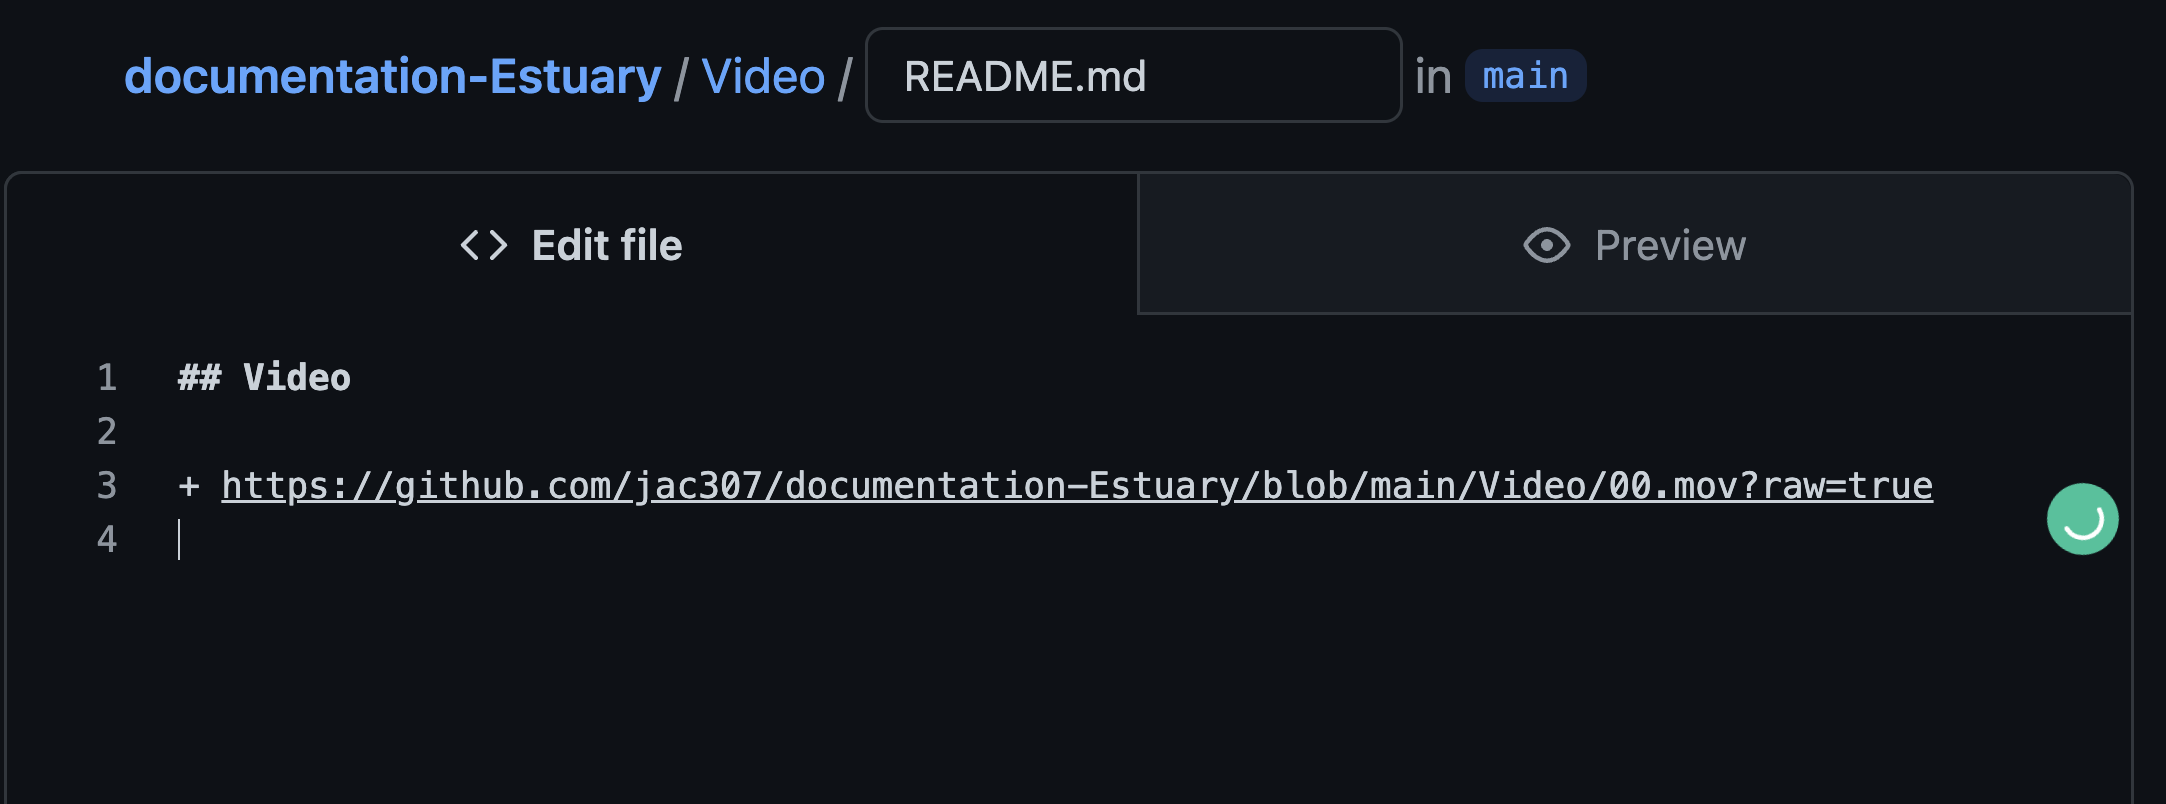 documentation-Estuary / Video / README.md in main
<> Edit file
Preview
1 ## Video
2
3 + https://github.com/jac307/documentation-Estuary/blob/main/Video/00.mov?raw=true
4